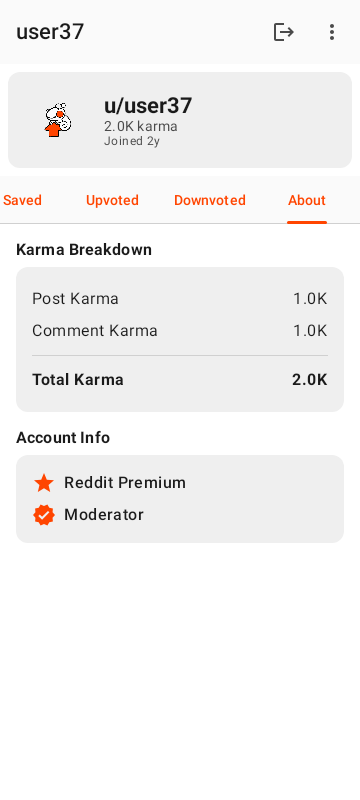 user37
u/user37
2.0K karma
Joined 2y
Saved Upvoted Downvoted About
Karma Breakdown
Post Karma 1.0K
Comment Karma 1.0K
Total Karma 2.0K
Account Info
Reddit Premium
Moderator